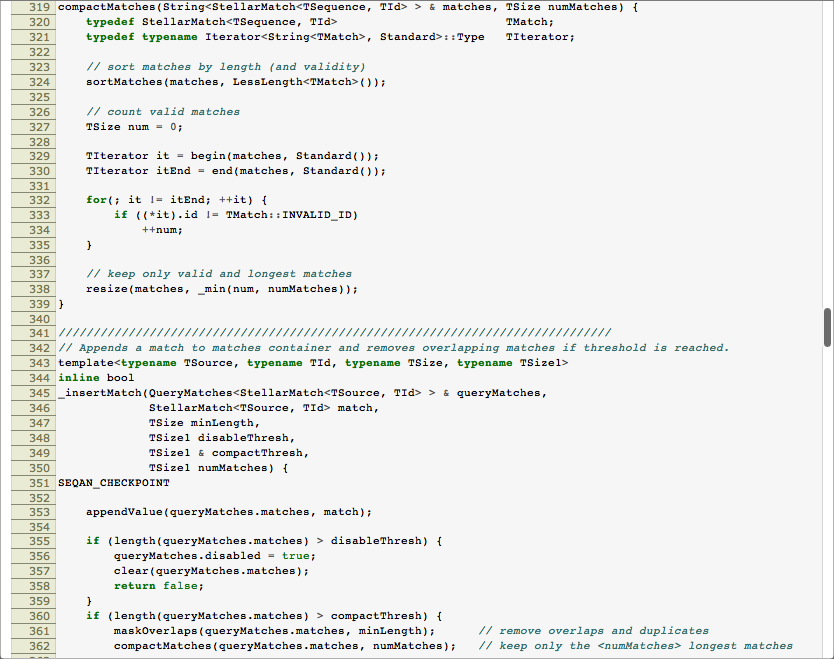 319 compactMatches(String<StellarMatch<TSequence, TId> > & matches, TSize numMatches) {
320     typedef StellarMatch<TSequence, TId>                        TMatch;
321     typedef typename Iterator<String<TMatch>, Standard>::Type   TIterator;
322
323     // sort matches by length (and validity)
324     sortMatches(matches, LessLength<TMatch>());
325
326     // count valid matches
327     TSize num = 0;
328
329     TIterator it = begin(matches, Standard());
330     TIterator itEnd = end(matches, Standard());
331
332     for(; it != itEnd; ++it) {
333         if ((*it).id != TMatch::INVALID_ID)
334             ++num;
335     }
336
337     // keep only valid and longest matches
338     resize(matches, _min(num, numMatches));
339 }
340
341 ///////////////////////////////////////////////////////////////////////////////
342 // Appends a match to matches container and removes overlapping matches if threshold is reached.
343 template<typename TSource, typename TId, typename TSize, typename TSize1>
344 inline bool
345 _insertMatch(QueryMatches<StellarMatch<TSource, TId> > & queryMatches,
346              StellarMatch<TSource, TId> match,
347              TSize minLength,
348              TSize1 disableThresh,
349              TSize1 & compactThresh,
350              TSize1 numMatches) {
351 SEQAN_CHECKPOINT
352
353     appendValue(queryMatches.matches, match);
354
355     if (length(queryMatches.matches) > disableThresh) {
356         queryMatches.disabled = true;
357         clear(queryMatches.matches);
358         return false;
359     }
360     if (length(queryMatches.matches) > compactThresh) {
361         maskOverlaps(queryMatches.matches, minLength);      // remove overlaps and duplicates
362         compactMatches(queryMatches.matches, numMatches);   // keep only the <numMatches> longest matches